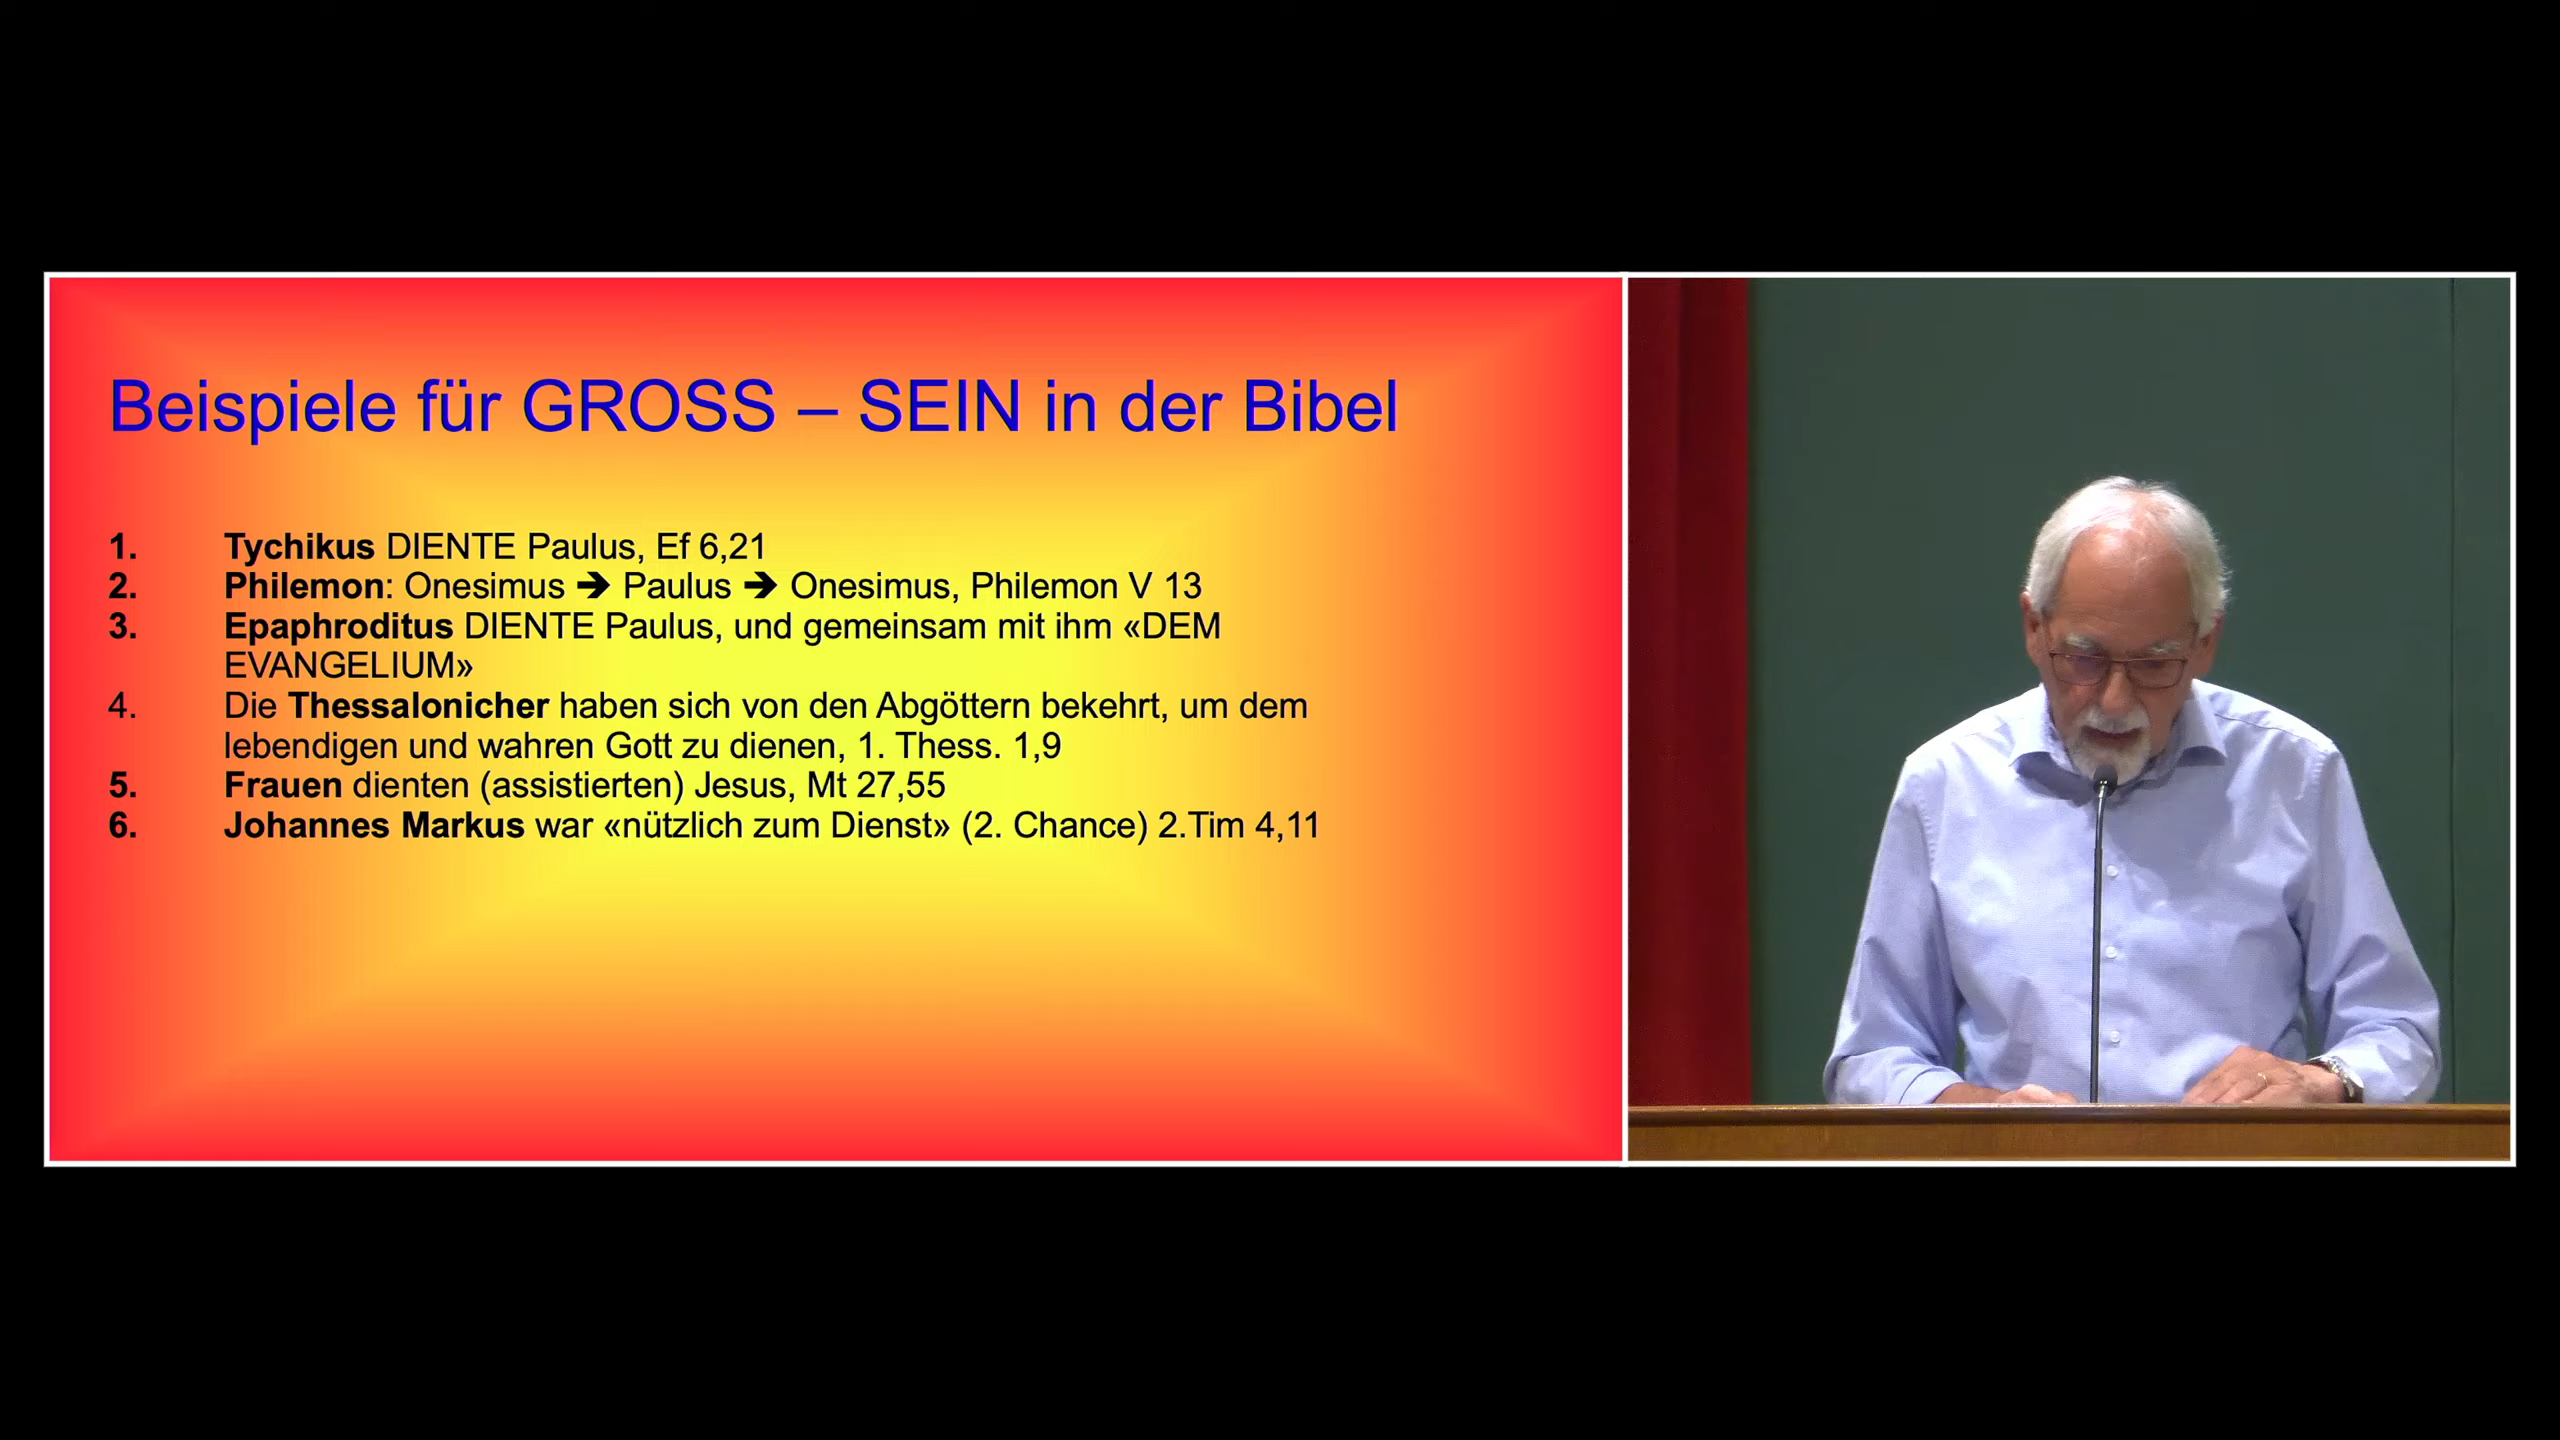 Beispiele für GROSS – SEIN in der Bibel
1. Tychikus DIENTE Paulus, Ef 6,21
2. Philemon: Onesimus ➔ Paulus ➔ Onesimus, Philemon V 13
3. Epaphroditus DIENTE Paulus, und gemeinsam mit ihm «DEM
EVANGELIUM»
4. Die Thessalonicher haben sich von den Abgöttern bekehrt, um dem
lebendigen und wahren Gott zu dienen, 1. Thess. 1,9
5. Frauen dienten (assistierten) Jesus, Mt 27,55
6. Johannes Markus war «nützlich zum Dienst» (2. Chance) 2.Tim 4,11